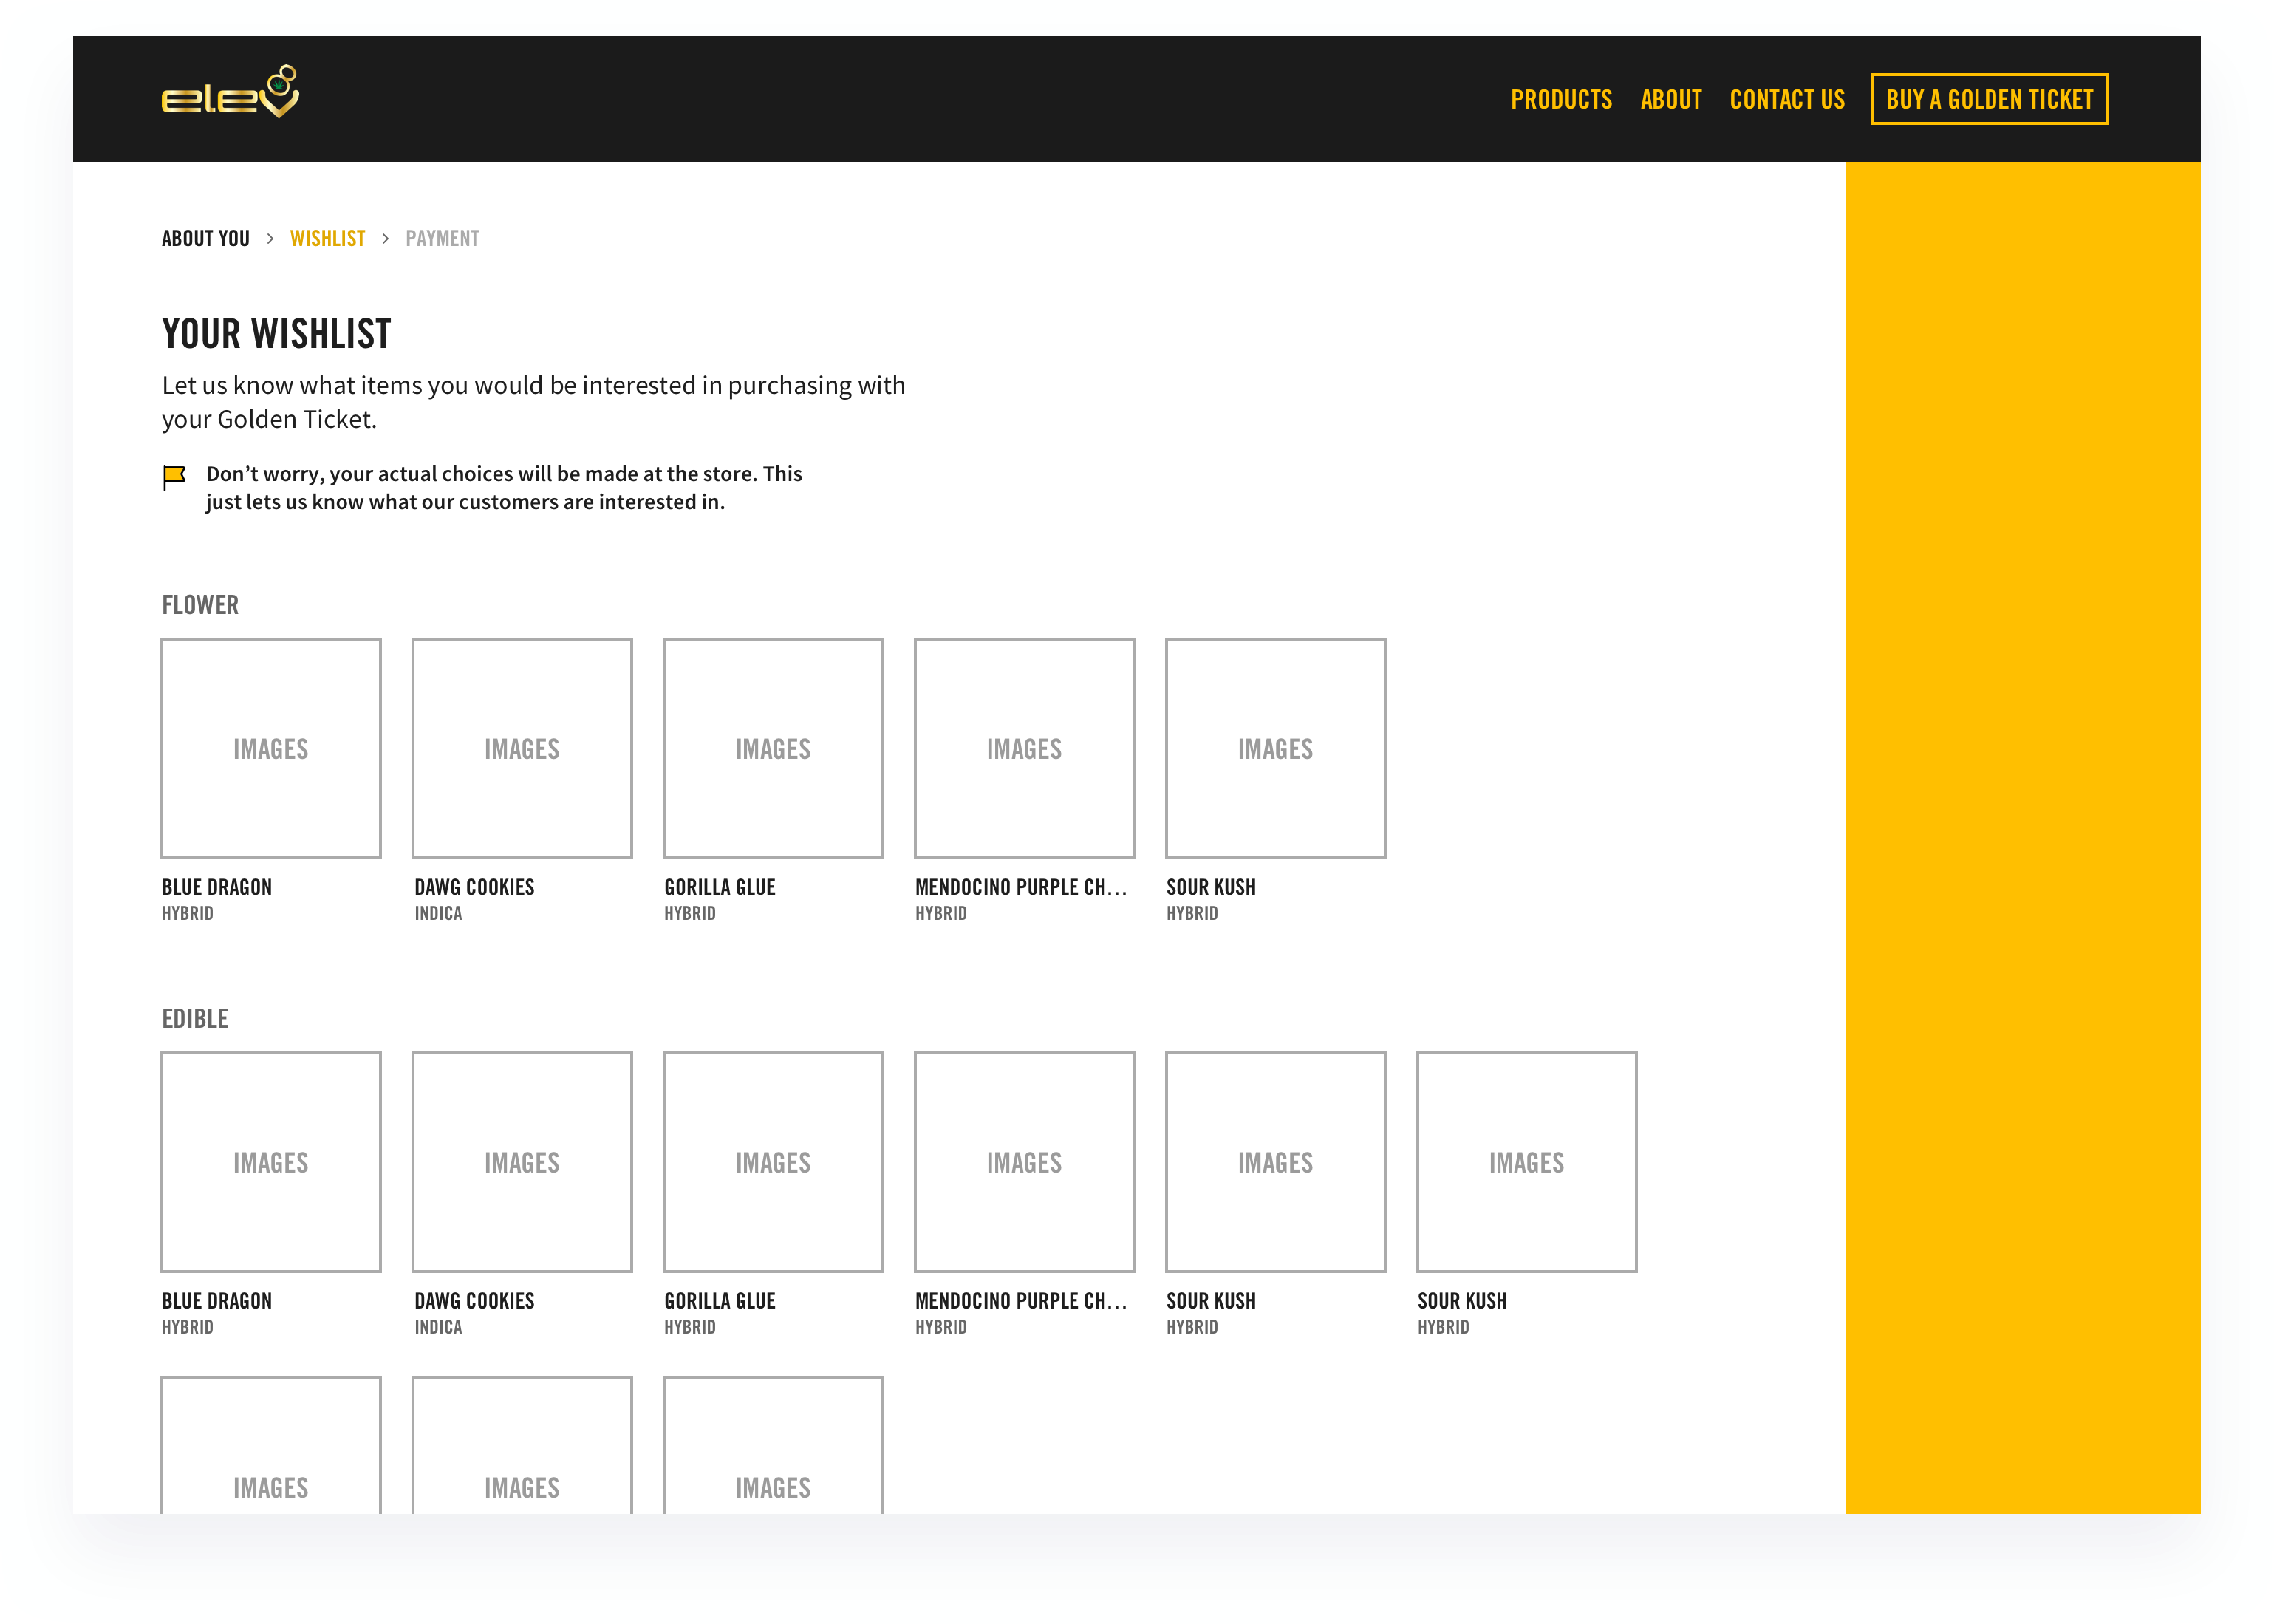 elev
PRODUCTS ABOUT CONTACT US BUY A GOLDEN TICKET
ABOUT YOU > WISHLIST > PAYMENT
YOUR WISHLIST
Let us know what items you would be interested in purchasing with
your Golden Ticket.
Don’t worry, your actual choices will be made at the store. This
just lets us know what our customers are interested in.
FLOWER
IMAGES IMAGES IMAGES IMAGES IMAGES
BLUE DRAGON DAWG COOKIES GORILLA GLUE MENDOCINO PURPLE CH... SOUR KUSH
HYBRID INDICA HYBRID HYBRID HYBRID
EDIBLE
IMAGES IMAGES IMAGES IMAGES IMAGES IMAGES
BLUE DRAGON DAWG COOKIES GORILLA GLUE MENDOCINO PURPLE CH... SOUR KUSH SOUR KUSH
HYBRID INDICA HYBRID HYBRID HYBRID HYBRID
IMAGES IMAGES IMAGES